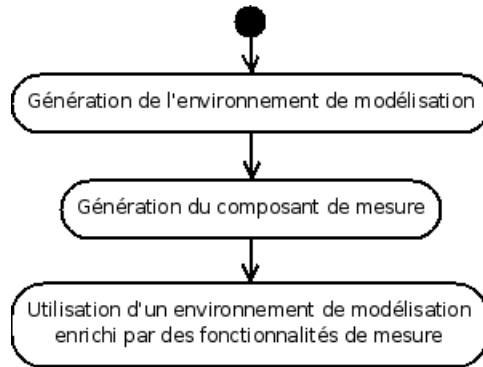 Génération de l'environnement de modélisation
Génération du composant de mesure
Utilisation d'un environnement de modélisation
enrichi par des fonctionnalités de mesure